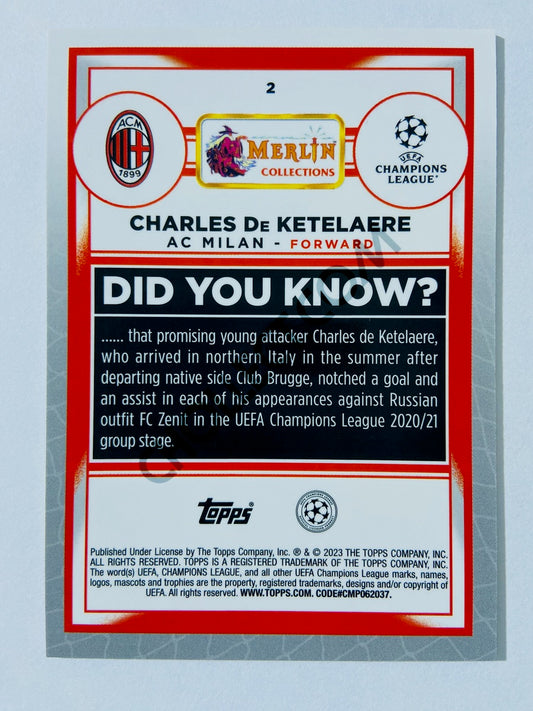 2
ACM
1899
MERLIN
COLLECTIONS
UEFA
CHAMPIONS
LEAGUE®
CHARLES DE KETELAERE
AC MILAN - FORWARD
DID YOU KNOW?
...... that promising young attacker Charles de Ketelaere,
who arrived in northern Italy in the summer after
departing native side Club Brugge, notched a goal and
an assist in each of his appearances against Russian
outfit FC Zenit in the UEFA Champions League 2020/21
group stage.
topps®
Published Under License by The Topps Company, Inc. ® & © 2023 THE TOPPS COMPANY, INC.
ALL RIGHTS RESERVED. TOPPS IS A REGISTERED TRADEMARK OF THE TOPPS COMPANY, INC.
The word(s) UEFA, CHAMPIONS LEAGUE, and all other UEFA Champions League marks, names,
logos, mascots and trophies are the property, registered trademarks, designs and/or copyright of
UEFA. All rights reserved. WWW.TOPPS.COM. CODE#CMP062037.